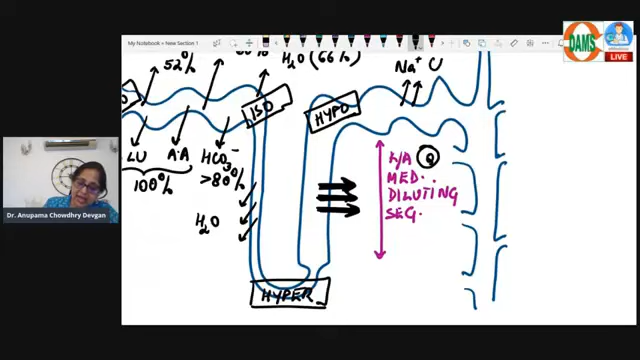 My Notebook » New Section 1
DAMS
LIVE
52%
H2O (66%)
Na+ Cl
ISO
HYPO
LU
A.A
HCO3-
100%
>80%
H2O
L/A Q
MED.
DILUTING
SEG.
HYPER
Dr. Anupama Chowdhry Devgan